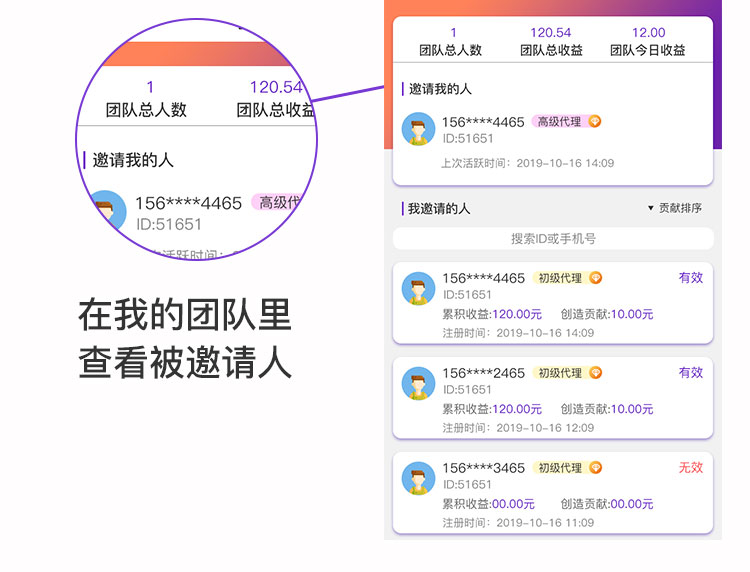 1
团队总人数
120.54
团队总收益
邀请我的人
156****4465 高级代
ID:51651
在我的团队里
查看被邀请人
1 120.54 12.00
团队总人数 团队总收益 团队今日收益
邀请我的人
156****4465 高级代理
ID:51651
上次活跃时间：2019-10-16 14:09
我邀请的人 ▼ 贡献排序
搜索ID或手机号
156****4465 初级代理 有效
ID:51651
累积收益:120.00元 创造贡献:10.00元
注册时间：2019-10-16 14:09
156****2465 初级代理 有效
ID:51651
累积收益:120.00元 创造贡献:10.00元
注册时间：2019-10-16 12:09
156****3465 初级代理 无效
ID:51651
累积收益:00.00元 创造贡献:00.00元
注册时间：2019-10-16 11:09